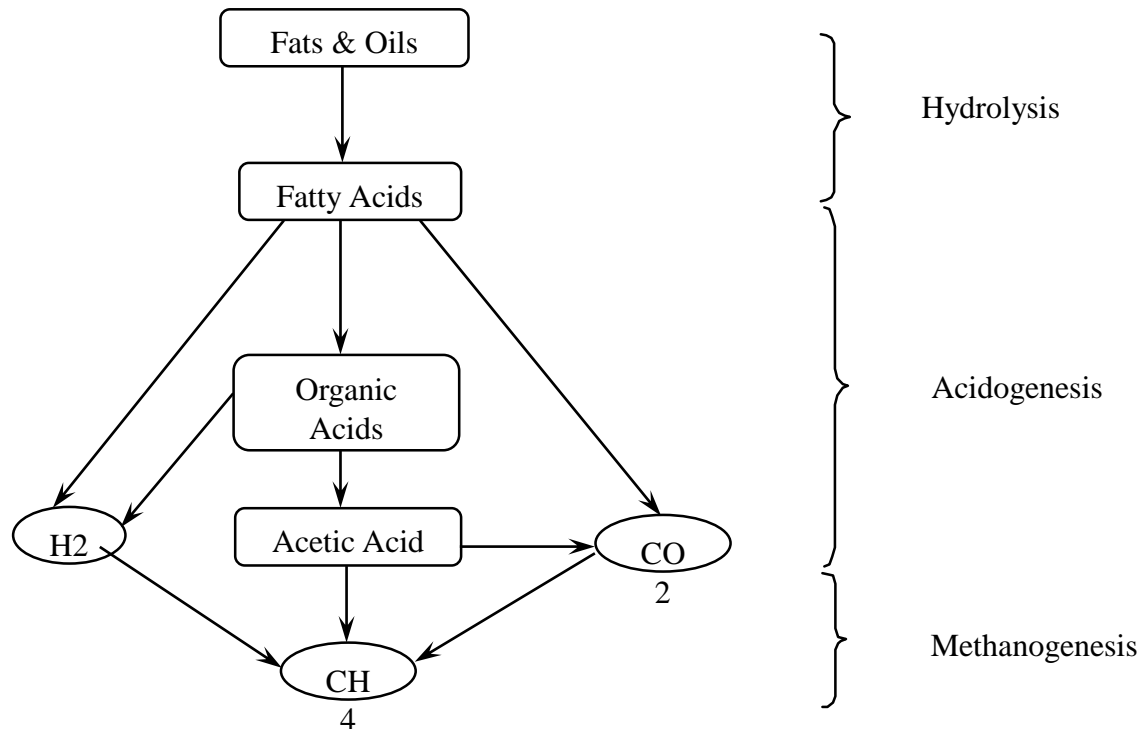 Fats & Oils
Hydrolysis
Fatty Acids
Organic
Acids
Acidogenesis
H2
Acetic Acid
CO
2
Methanogenesis
CH
4